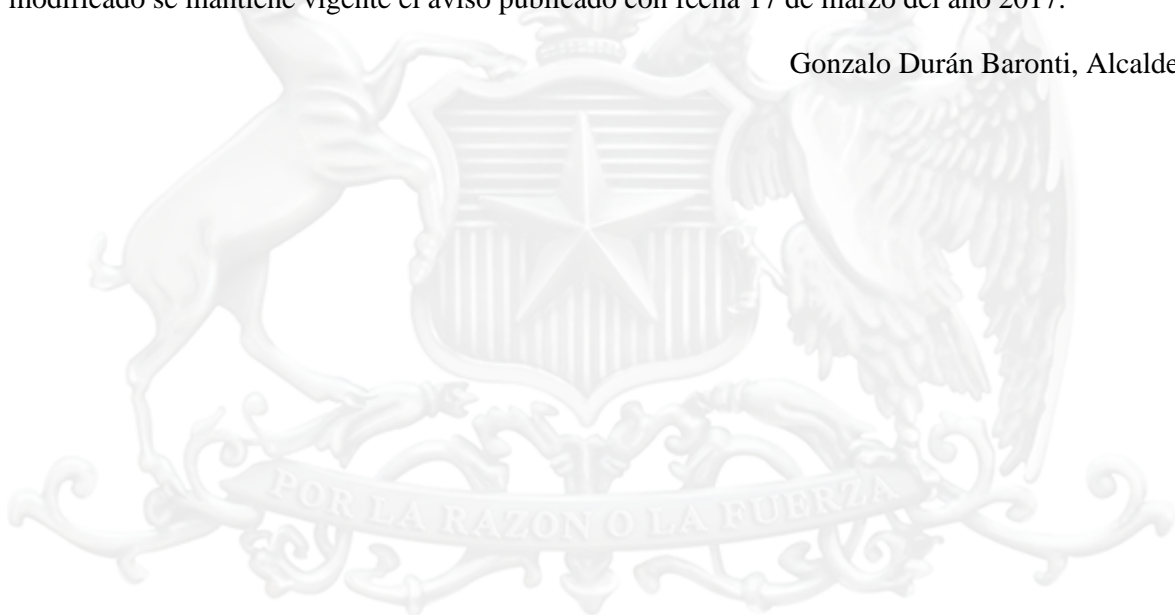 modificado se mantiene vigente el aviso publicado con fecha 17 de marzo del año 2017.
Gonzalo Durán Baronti, Alcalde
POR LA RAZON O LA FUERZA